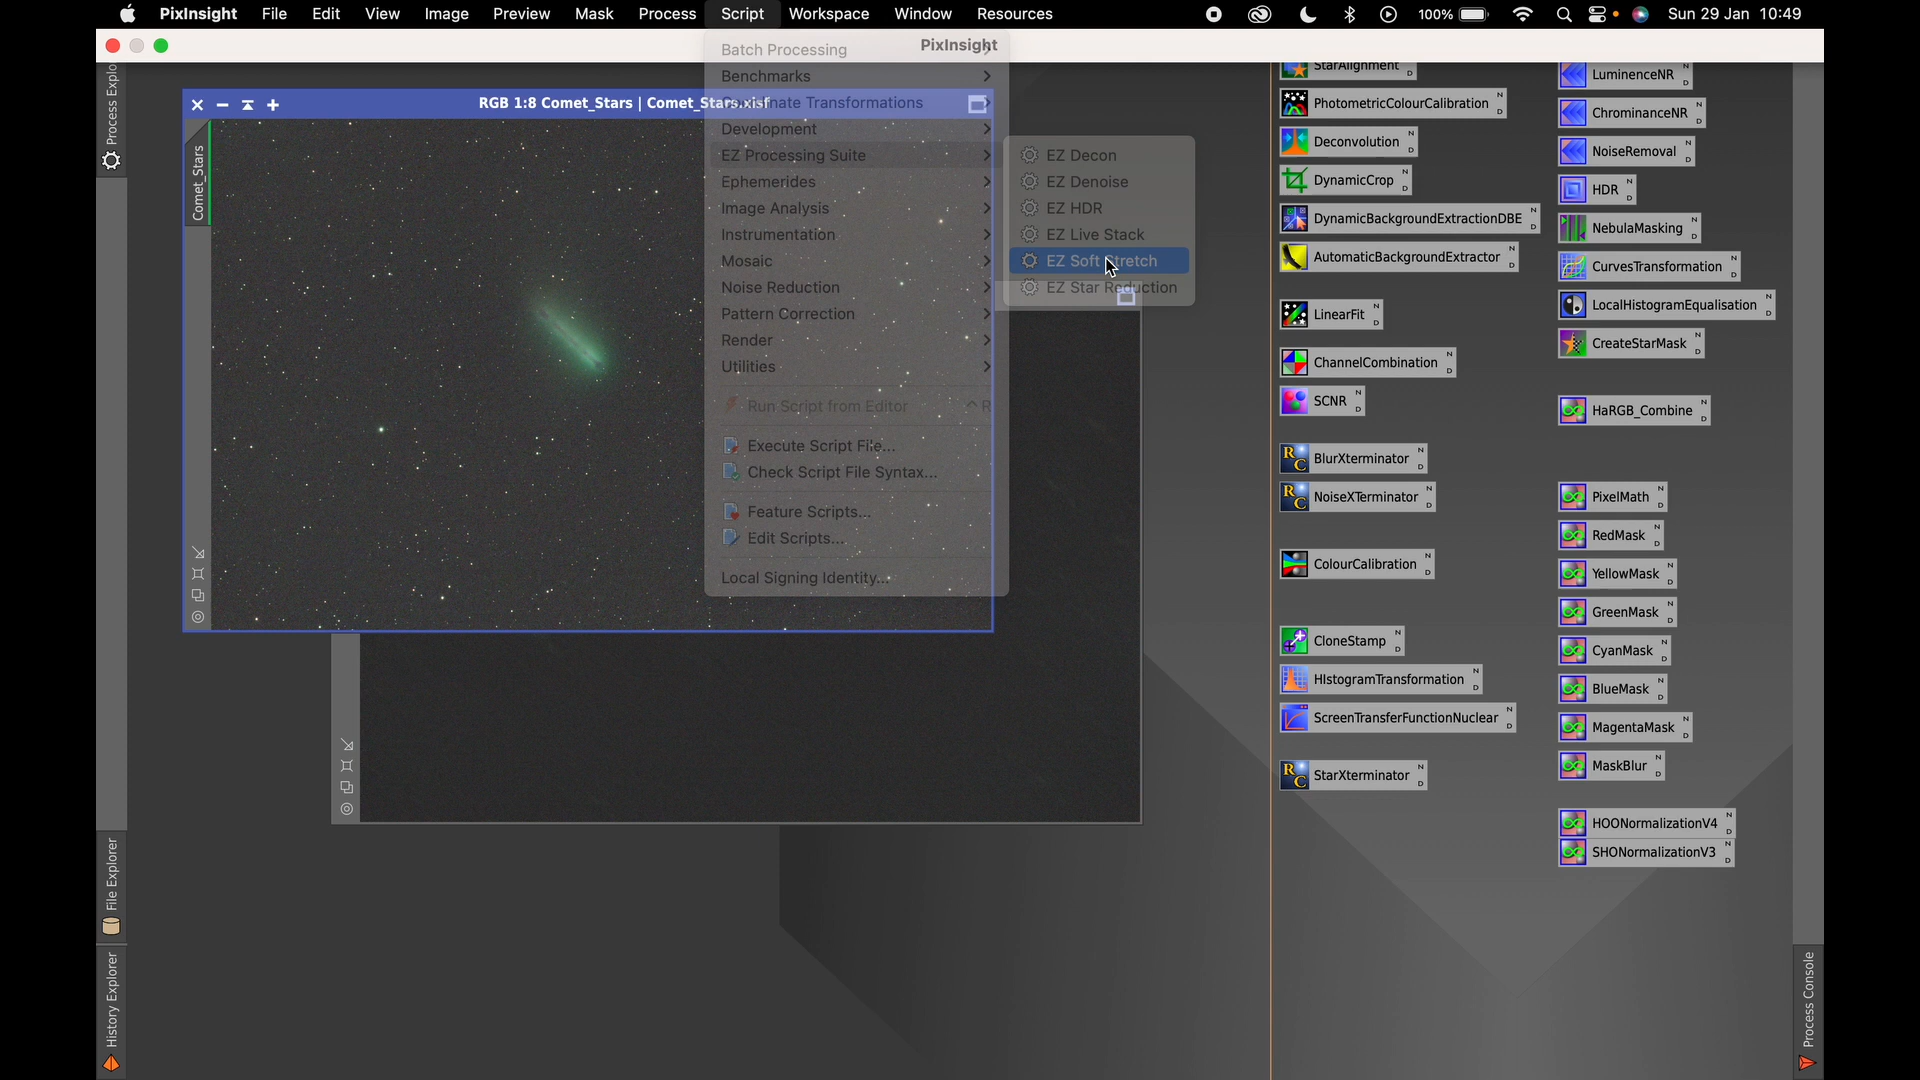 PixInsight File Edit View Image Preview Mask Process Script Workspace Window Resources 100% Sun 29 Jan 10:49
PixInsight
Process Explo
RGB 1:8 Comet_Stars | Comet_Stars.xisf
Comet_Stars
Batch Processing
Benchmarks
Coordinate Transformations
Development
EZ Processing Suite
Ephemerides
Image Analysis
Instrumentation
Mosaic
Noise Reduction
Pattern Correction
Render
Utilities
Run Script from Editor ^ R
Execute Script File...
Check Script File Syntax...
Feature Scripts...
Edit Scripts...
Local Signing Identity...
EZ Decon
EZ Denoise
EZ HDR
EZ Live Stack
EZ Soft Stretch
EZ Star Reduction
StarAlignment N D
PhotometricColourCalibration N D
Deconvolution N D
DynamicCrop N D
DynamicBackgroundExtractionDBE N D
AutomaticBackgroundExtractor N D
LinearFit N D
ChannelCombination N D
SCNR N D
RC BlurXterminator N D
RC NoiseXTerminator N D
ColourCalibration N D
CloneStamp N D
HIstogramTransformation N D
ScreenTransferFunctionNuclear N D
RC StarXterminator N D
LuminenceNR N D
ChrominanceNR N D
NoiseRemoval N D
HDR N D
NebulaMasking N D
CurvesTransformation N D
LocalHistogramEqualisation N D
CreateStarMask N D
HaRGB_Combine N D
PixelMath N D
RedMask N D
YellowMask N D
GreenMask N D
CyanMask N D
BlueMask N D
MagentaMask N D
MaskBlur N D
HOONormalizationV4 N D
SHONormalizationV3 N D
File Explorer
History Explorer
Process Console